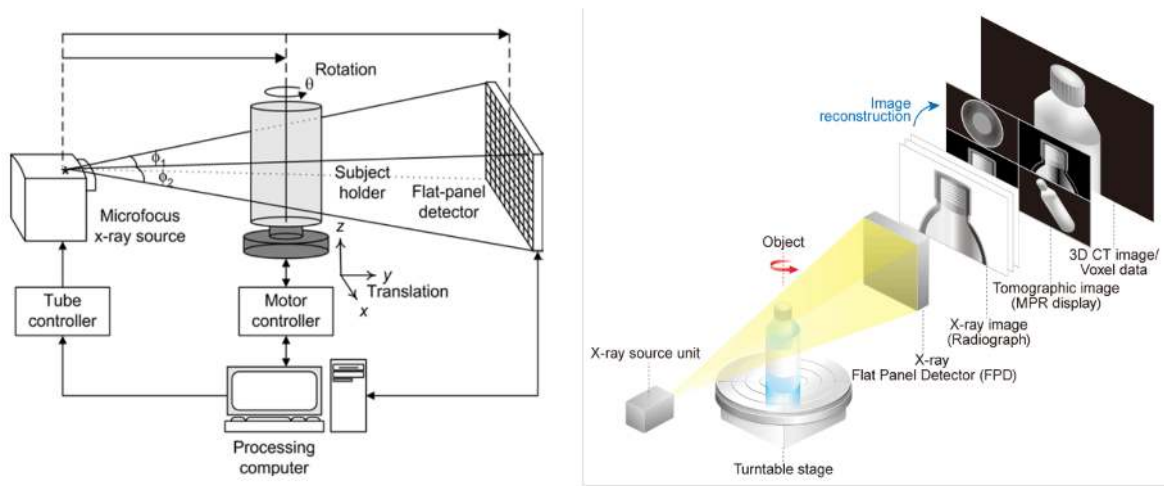 Rotation
θ
ϕ1
ϕ2
Subject
holder
Flat-panel
detector
Microfocus
x-ray source
z
y
x
Translation
Tube
controller
Motor
controller
Processing
computer
Image
reconstruction
3D CT image/
Voxel data
Tomographic image
(MPR display)
X-ray image
(Radiograph)
Object
X-ray
Flat Panel Detector (FPD)
X-ray source unit
Turntable stage